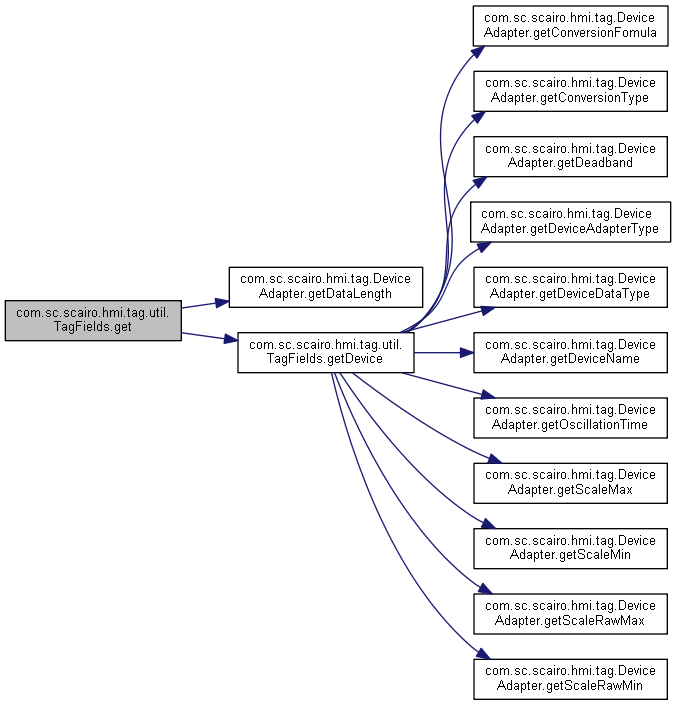 com.sc.scairo.hmi.tag.util.
TagFields.get
com.sc.scairo.hmi.tag.Device
Adapter.getDataLength
com.sc.scairo.hmi.tag.util.
TagFields.getDevice
com.sc.scairo.hmi.tag.Device
Adapter.getConversionFomula
com.sc.scairo.hmi.tag.Device
Adapter.getConversionType
com.sc.scairo.hmi.tag.Device
Adapter.getDeadband
com.sc.scairo.hmi.tag.Device
Adapter.getDeviceAdapterType
com.sc.scairo.hmi.tag.Device
Adapter.getDeviceDataType
com.sc.scairo.hmi.tag.Device
Adapter.getDeviceName
com.sc.scairo.hmi.tag.Device
Adapter.getOscillationTime
com.sc.scairo.hmi.tag.Device
Adapter.getScaleMax
com.sc.scairo.hmi.tag.Device
Adapter.getScaleMin
com.sc.scairo.hmi.tag.Device
Adapter.getScaleRawMax
com.sc.scairo.hmi.tag.Device
Adapter.getScaleRawMin